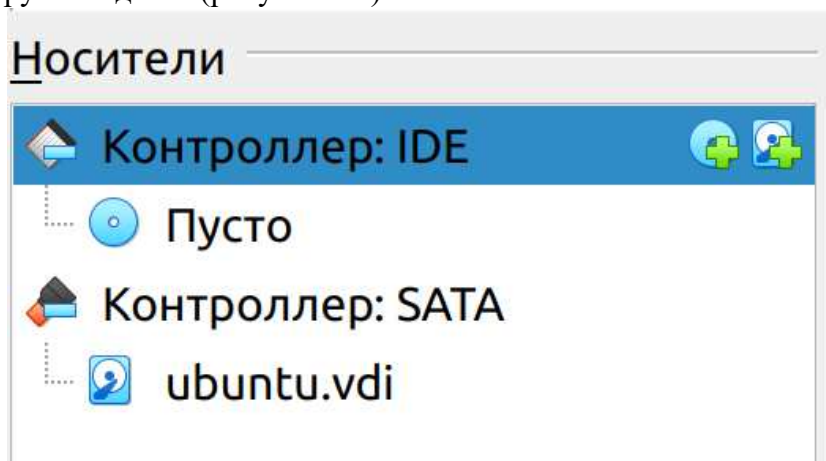 Носители
Контроллер: IDE
Пусто
Контроллер: SATA
ubuntu.vdi